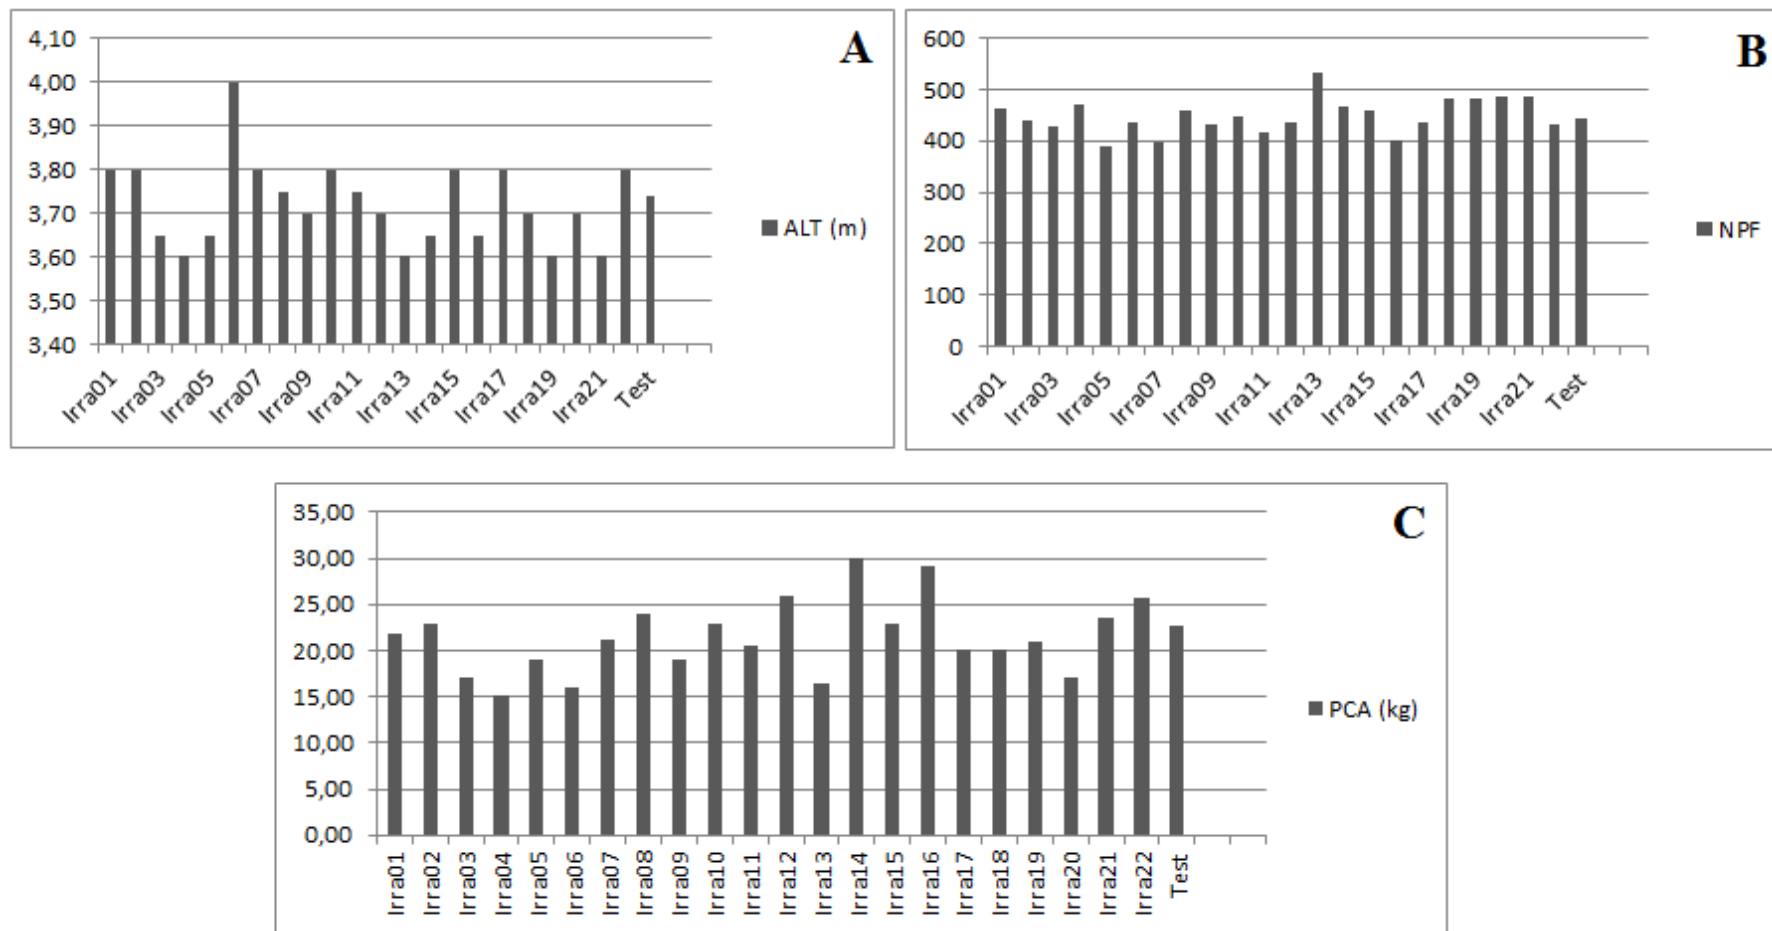 A
4,10
4,00
3,90
3,80
3,70
3,60
3,50
3,40
Irra01
Irra03
Irra05
Irra07
Irra09
Irra11
Irra13
Irra15
Irra17
Irra19
Irra21
Test
ALT (m)
B
600
500
400
300
200
100
0
Irra01
Irra03
Irra05
Irra07
Irra09
Irra11
Irra13
Irra15
Irra17
Irra19
Irra21
Test
NPF
C
35,00
30,00
25,00
20,00
15,00
10,00
5,00
0,00
Irra01
Irra02
Irra03
Irra04
Irra05
Irra06
Irra07
Irra08
Irra09
Irra10
Irra11
Irra12
Irra13
Irra14
Irra15
Irra16
Irra17
Irra18
Irra19
Irra20
Irra21
Irra22
Test
PCA (kg)